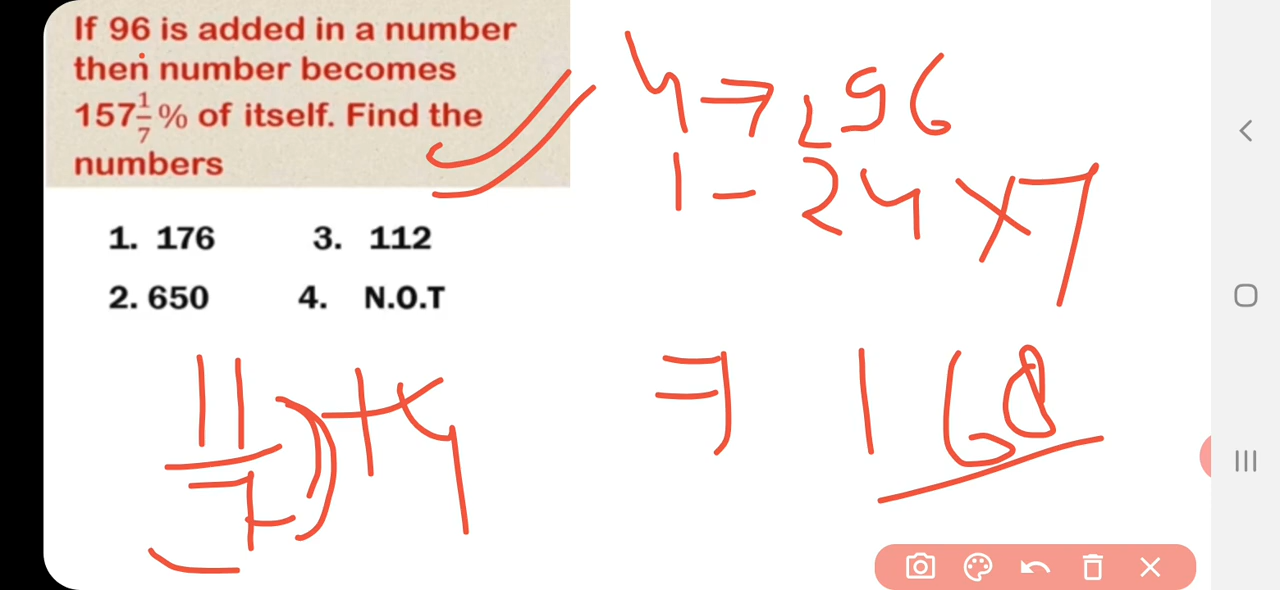 If 96 is added in a number
then number becomes
157 1/7 % of itself. Find the
numbers
1. 176
3. 112
2. 650
4. N.O.T
4 → 96
1 - 24 × 7
⇒ 168
11/7 ) + 4